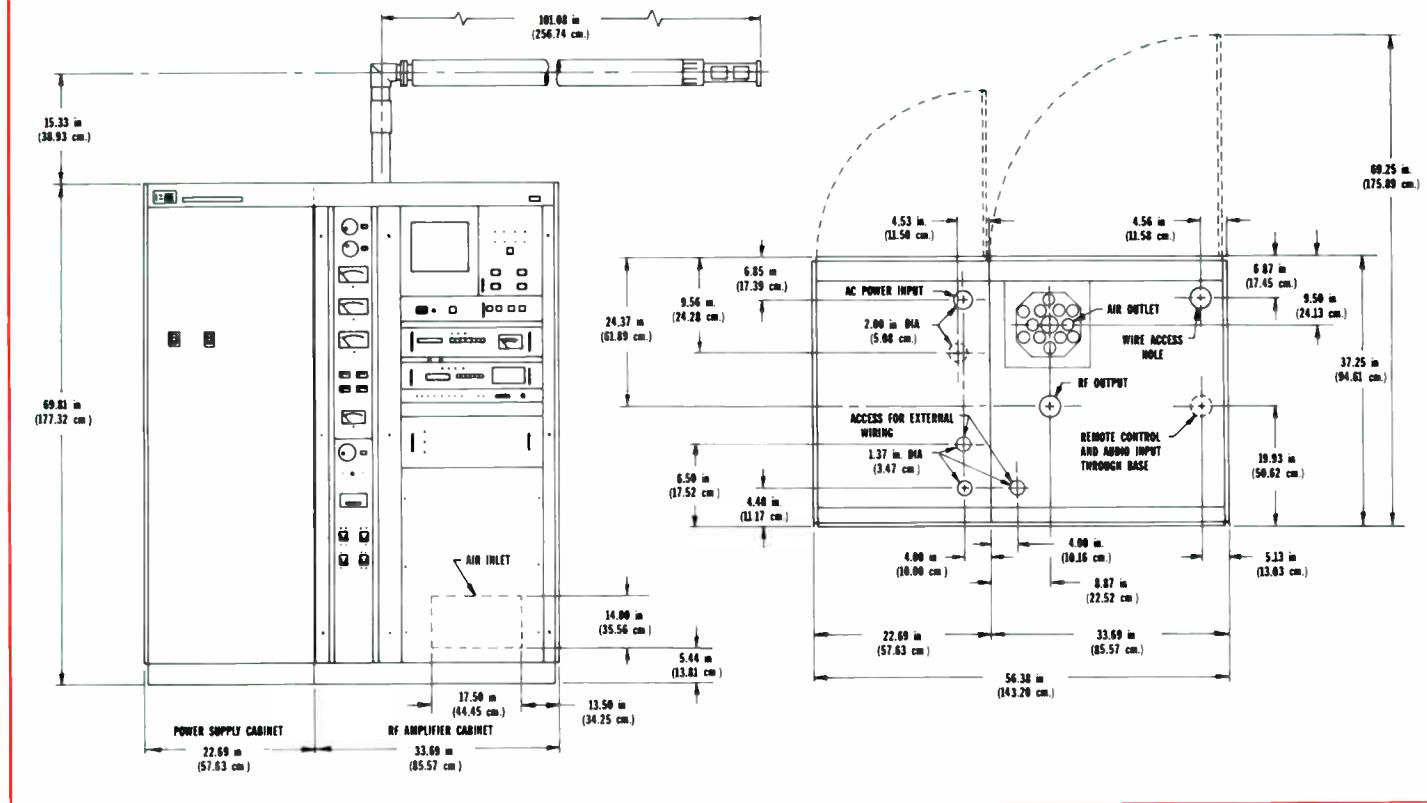 101.08 in
(256.74 cm.)
15.33 in
(38.93 cm.)
69.81 in
(177.32 cm.)
AIR INLET
14.00 in
(35.56 cm)
5.44 in
(13.81 cm)
17.50 in
(44.45 cm.)
13.50 in
(34.25 cm.)
POWER SUPPLY CABINET
RF AMPLIFIER CABINET
22.69 in
(57.63 cm)
33.69 in
(85.57 cm)
69.25 in.
(175.89 cm.)
4.53 in.
(11.50 cm.)
4.56 in
(11.58 cm.)
6.85 in
(17.39 cm.)
9.56 in.
(24.28 cm.)
24.37 in
(61.89 cm.)
AC POWER INPUT
2.00 in DIA
(5.08 cm.)
AIR OUTLET
WIRE ACCESS
HOLE
6.87 in
(17.45 cm.)
9.50 in
(24.13 cm.)
37.25 in
(94.61 cm.)
RF OUTPUT
ACCESS FOR EXTERNAL
WIRING
1.37 in. DIA
(3.47 cm)
REMOTE CONTROL
AND AUDIO INPUT
THROUGH BASE
19.93 in
(50.62 cm)
6.50 in
(17.52 cm)
4.40 in
(11.17 cm)
4.00 in
(10.00 cm)
4.00 in.
(10.16 cm.)
8.87 in
(22.52 cm)
5.13 in
(13.03 cm.)
22.69 in
(57.63 cm)
33.69 in
(85.57 cm)
56.38 in
(143.20 cm)